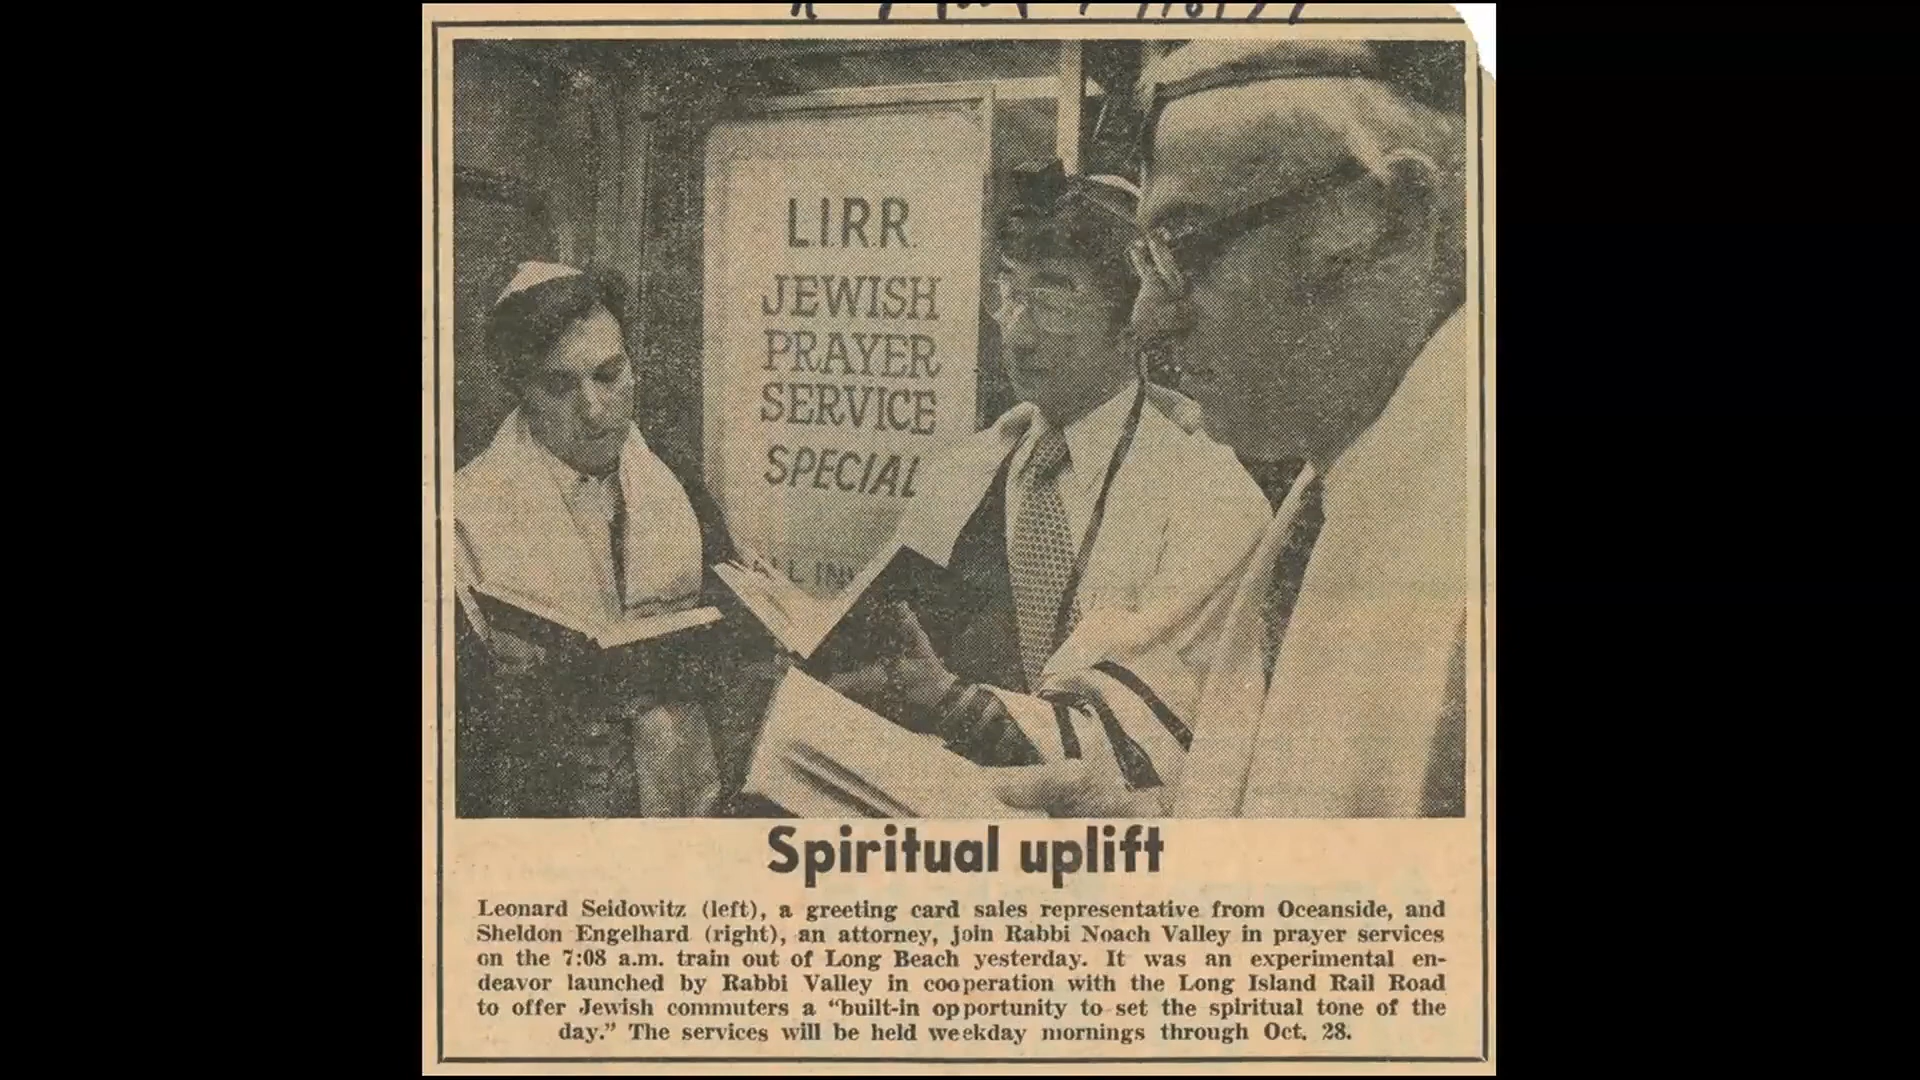 L.I.R.R.
JEWISH
PRAYER
SERVICE
SPECIAL
ALL
Spiritual uplift
Leonard Seidowitz (left), a greeting card sales representative from Oceanside, and
Sheldon Engelhard (right), an attorney, join Rabbi Noach Valley in prayer services
on the 7:08 a.m. train out of Long Beach yesterday. It was an experimental en-
deavor launched by Rabbi Valley in cooperation with the Long Island Rail Road
to offer Jewish commuters a “built-in opportunity to set the spiritual tone of the
day.” The services will be held weekday mornings through Oct. 28.